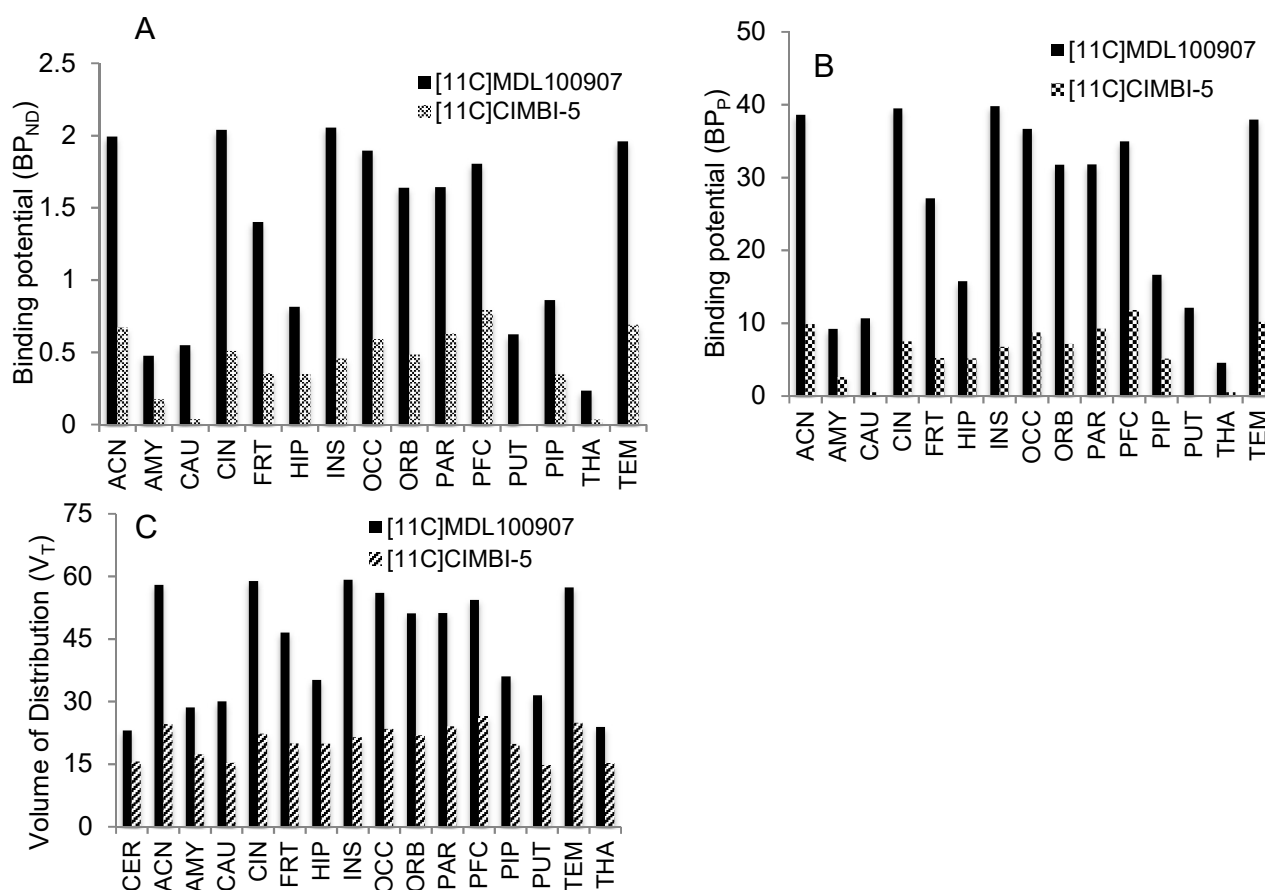 A
Binding potential (BP_ND)
2.5
2
1.5
1
0.5
0
[11C]MDL100907
[11C]CIMBI-5
ACN AMY CAU CIN FRT HIP INS OCC ORB PAR PFC PUT PIP THA TEM
B
Binding potential (BP_P)
50
40
30
20
10
0
[11C]MDL100907
[11C]CIMBI-5
ACN AMY CAU CIN FRT HIP INS OCC ORB PAR PFC PIP PUT THA TEM
C
Volume of Distribution (V_T)
75
60
45
30
15
0
[11C]MDL100907
[11C]CIMBI-5
CER ACN AMY CAU CIN FRT HIP INS OCC ORB PAR PFC PIP PUT TEM THA